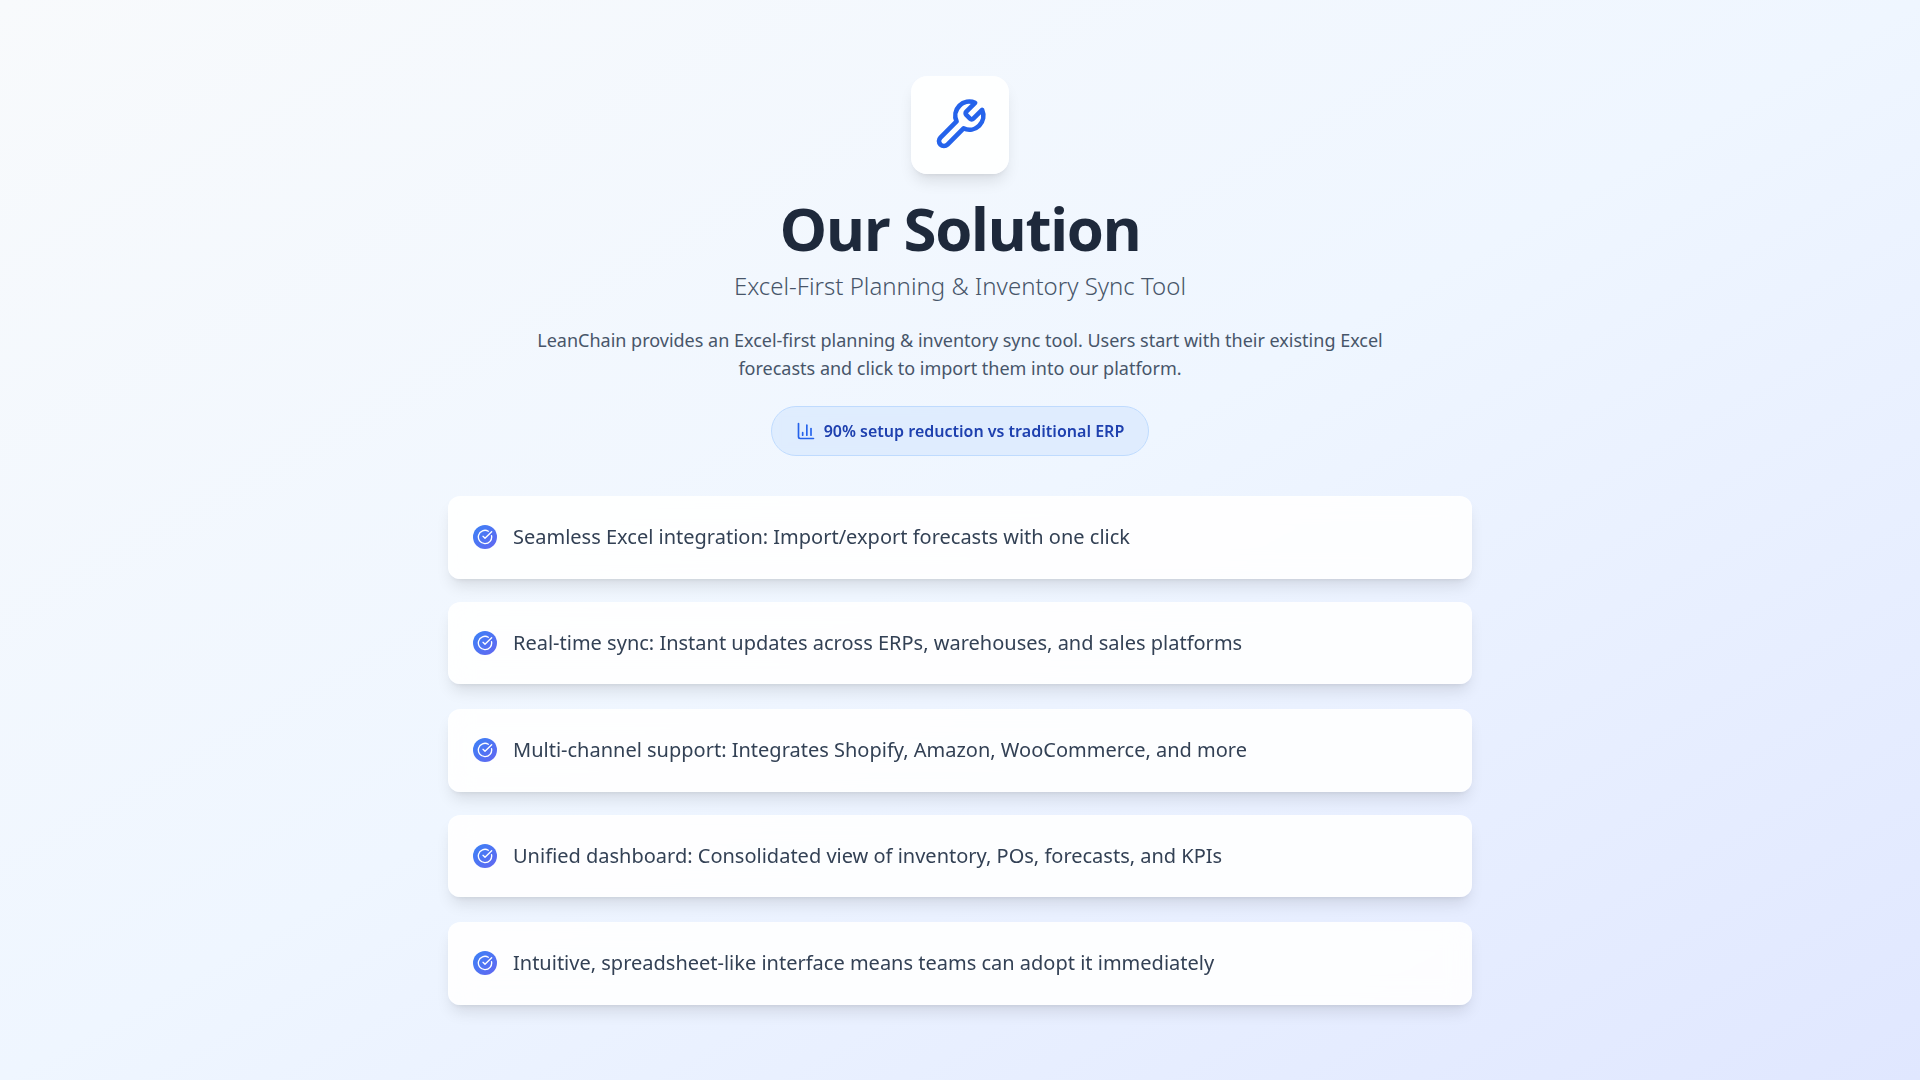 Our Solution
Excel-First Planning & Inventory Sync Tool
LeanChain provides an Excel-first planning & inventory sync tool. Users start with their existing Excel
forecasts and click to import them into our platform.
90% setup reduction vs traditional ERP
Seamless Excel integration: Import/export forecasts with one click
Real-time sync: Instant updates across ERPs, warehouses, and sales platforms
Multi-channel support: Integrates Shopify, Amazon, WooCommerce, and more
Unified dashboard: Consolidated view of inventory, POs, forecasts, and KPIs
Intuitive, spreadsheet-like interface means teams can adopt it immediately